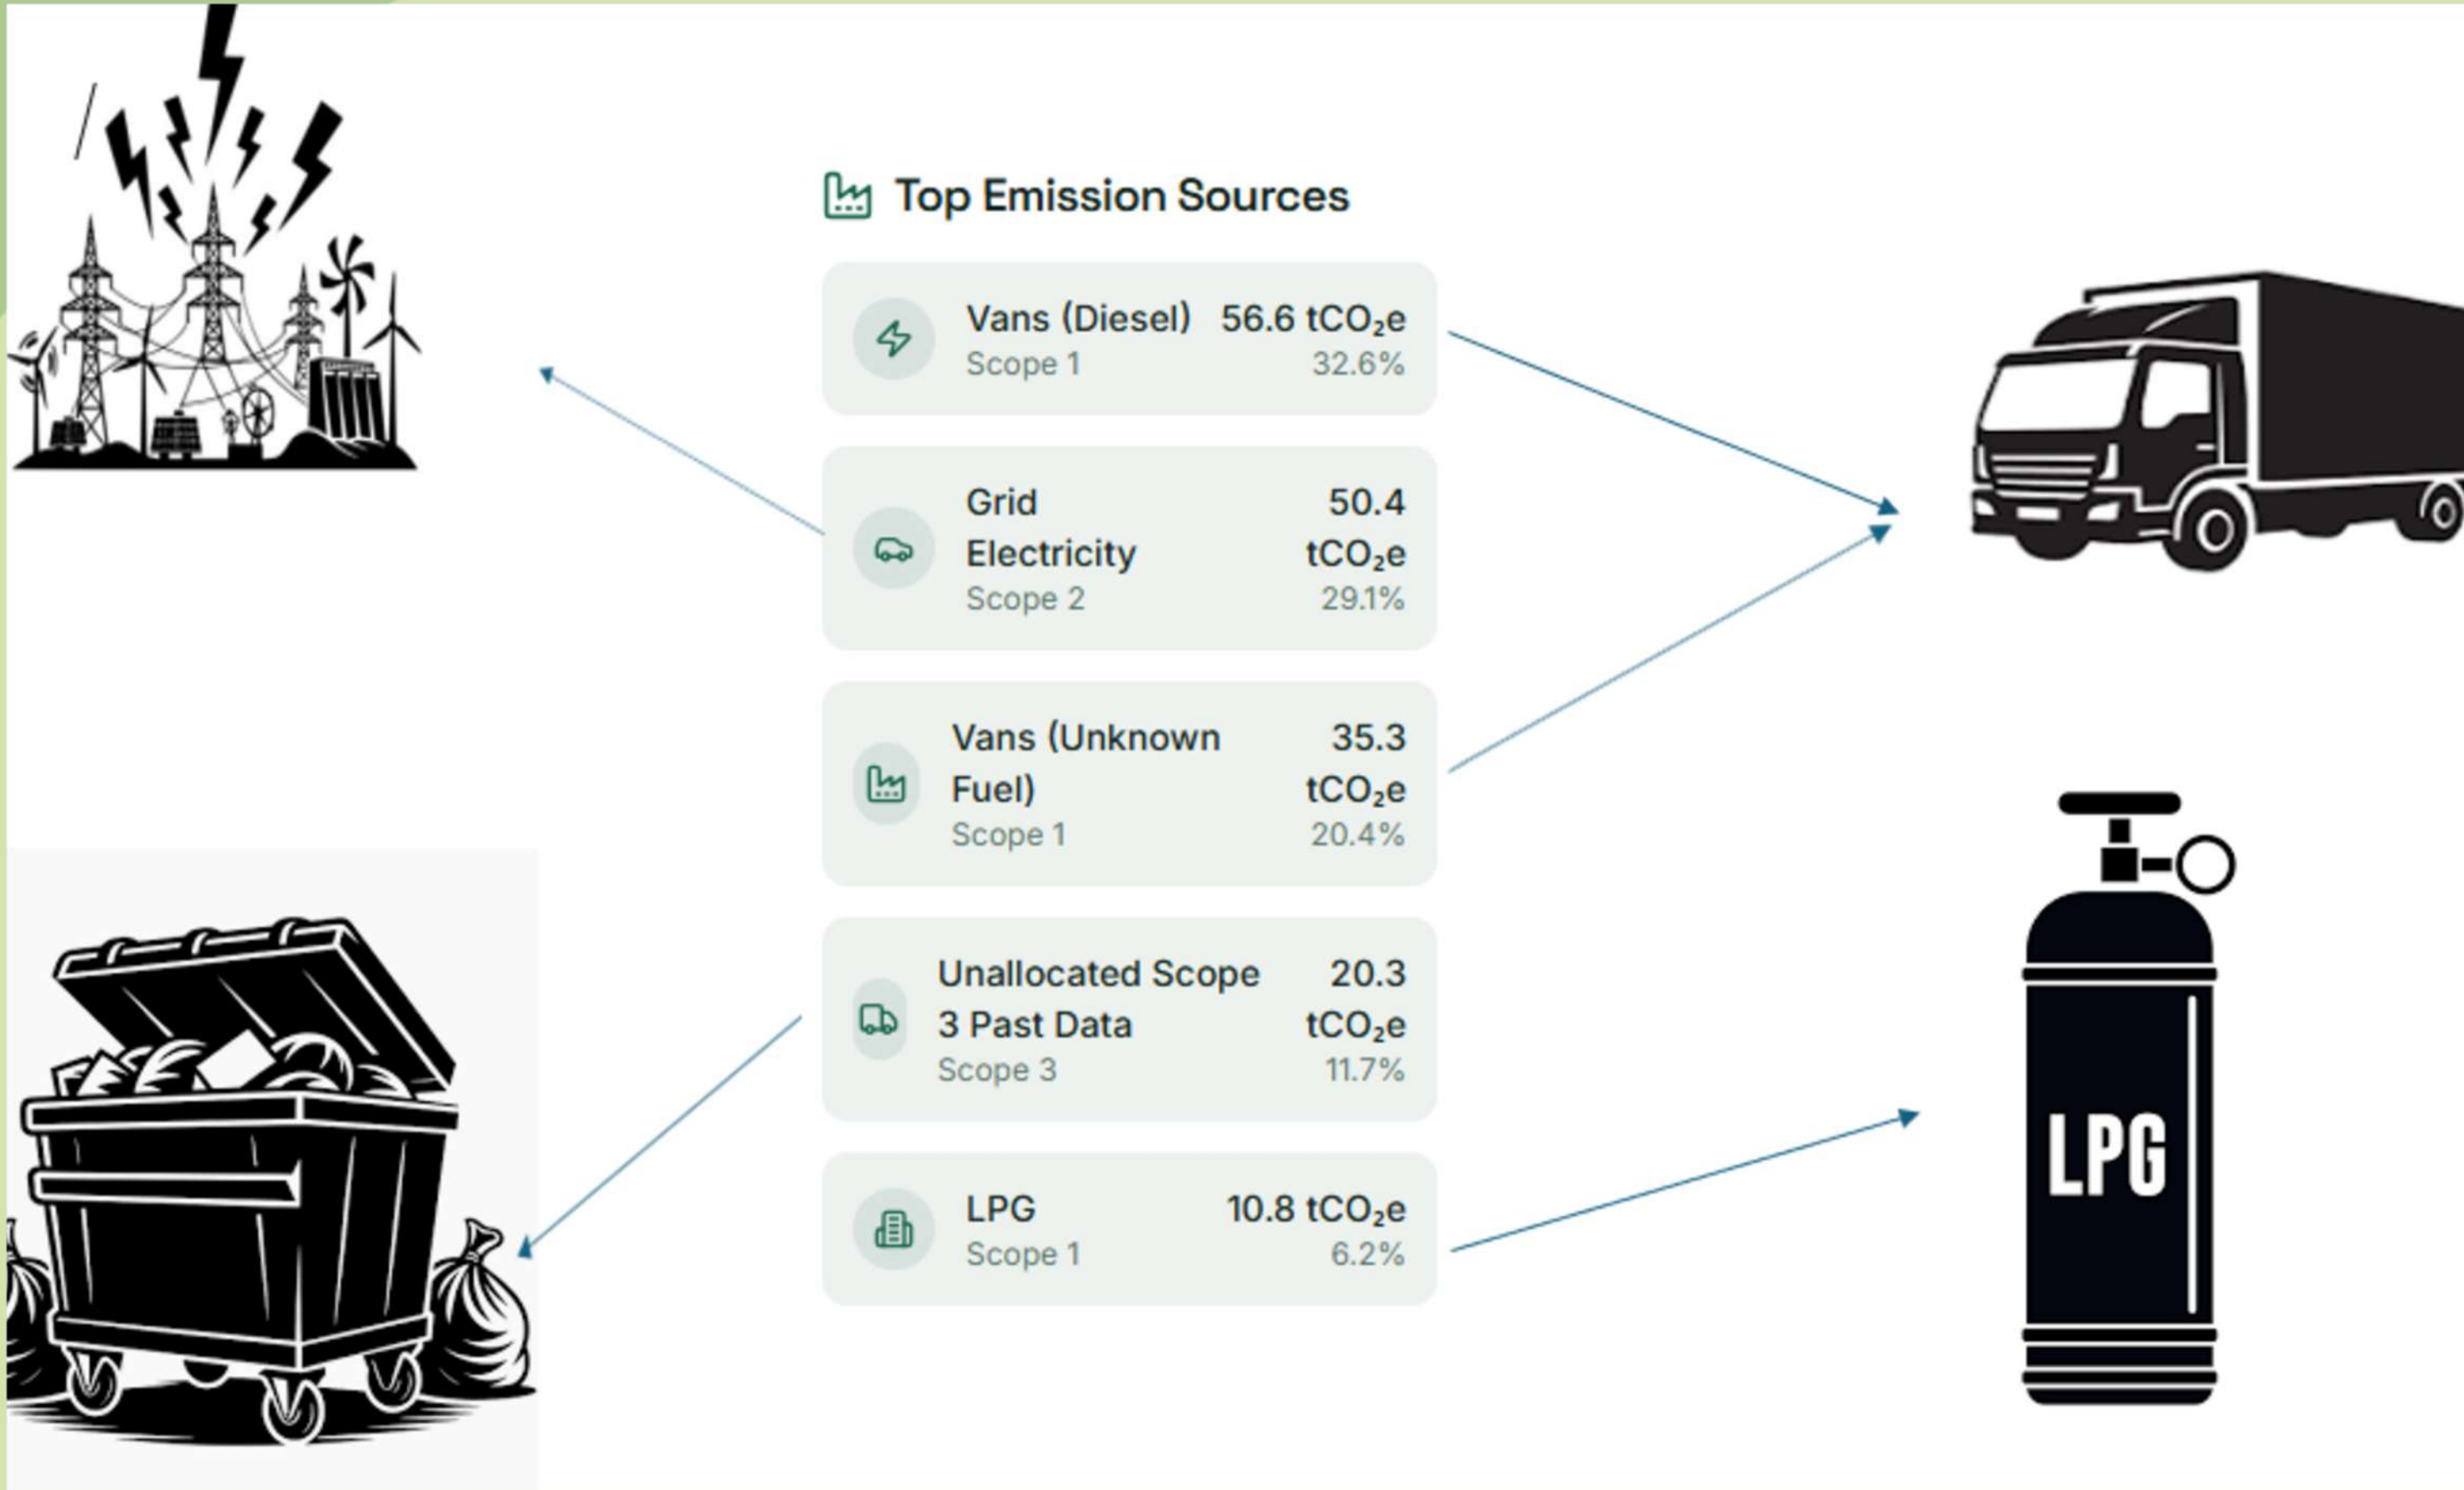 Top Emission Sources
Vans (Diesel) 56.6 tCO₂e
Scope 1 32.6%
Grid 50.4
Electricity tCO₂e
Scope 2 29.1%
Vans (Unknown 35.3
Fuel) tCO₂e
Scope 1 20.4%
Unallocated Scope 20.3
3 Past Data tCO₂e
Scope 3 11.7%
LPG 10.8 tCO₂e
Scope 1 6.2%
LPG